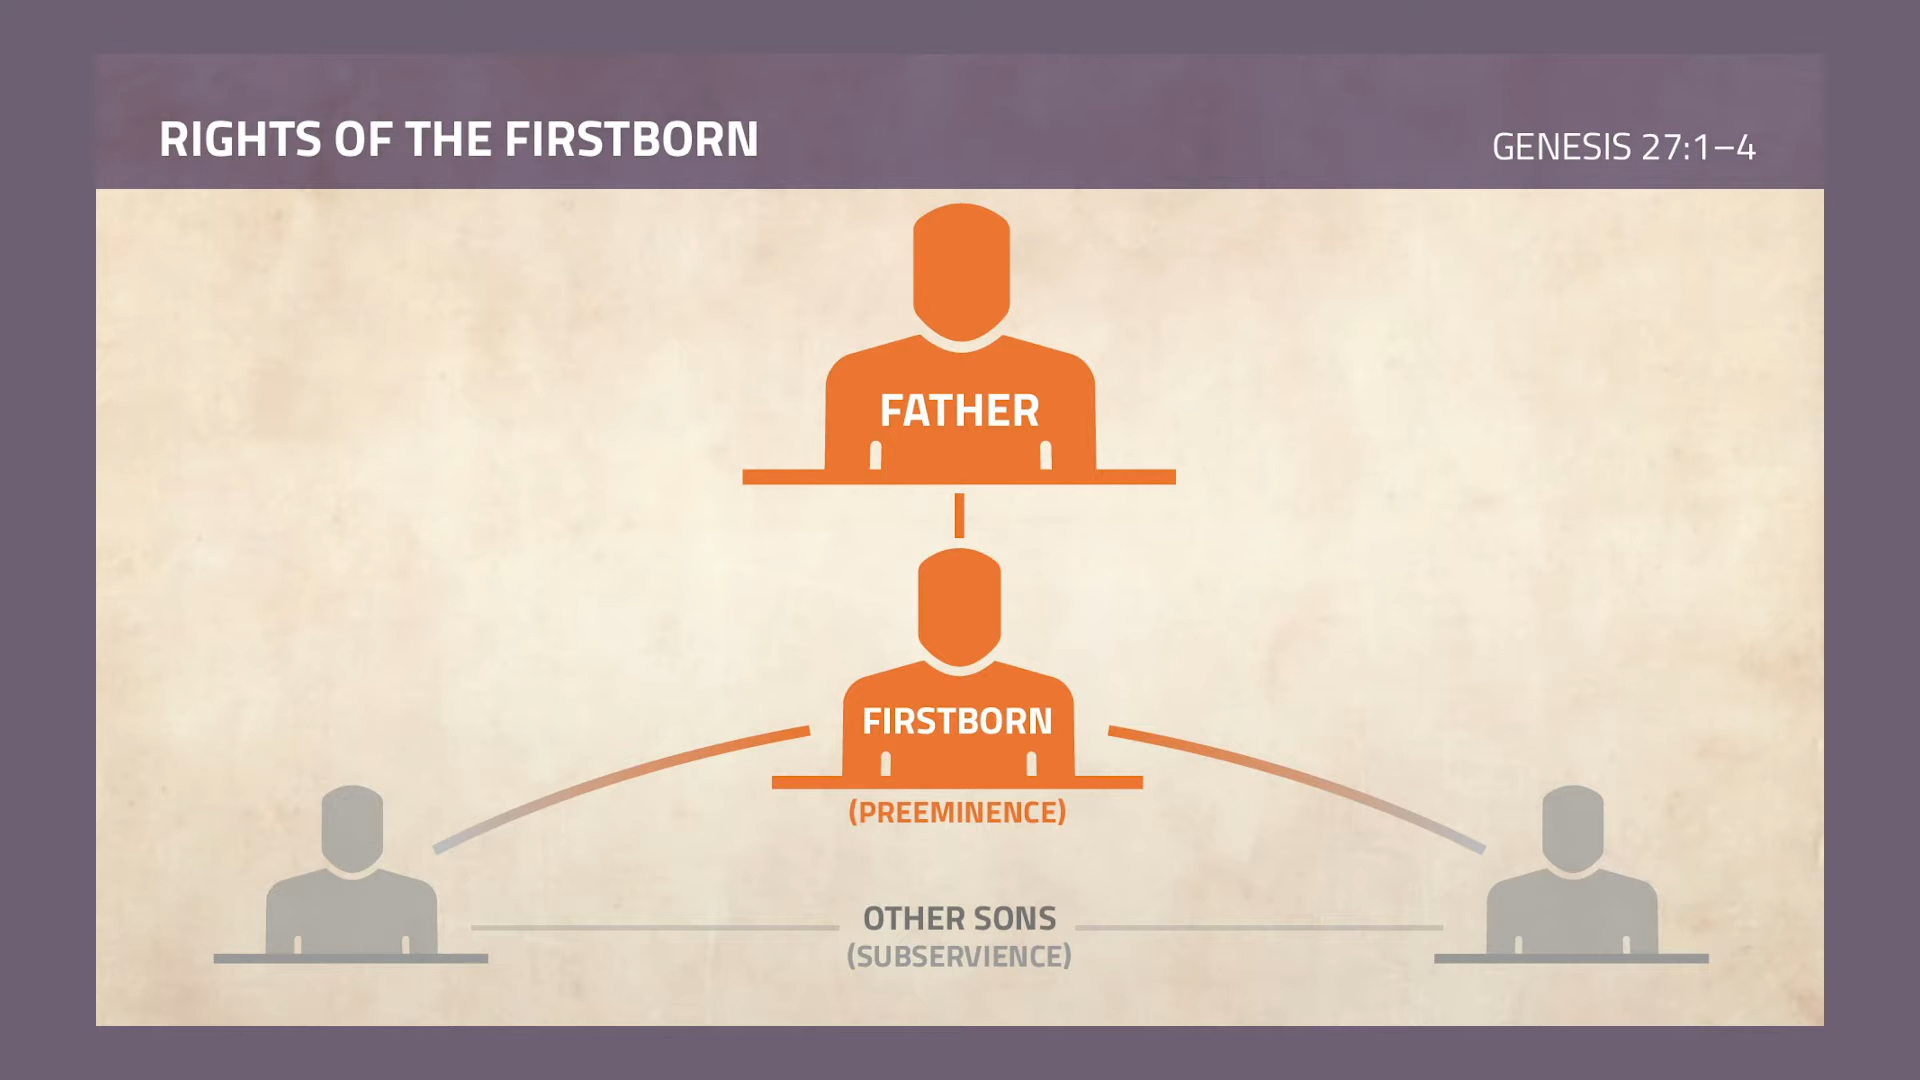 RIGHTS OF THE FIRSTBORN
GENESIS 27:1–4
FATHER
FIRSTBORN
(PREEMINENCE)
OTHER SONS
(SUBSERVIENCE)